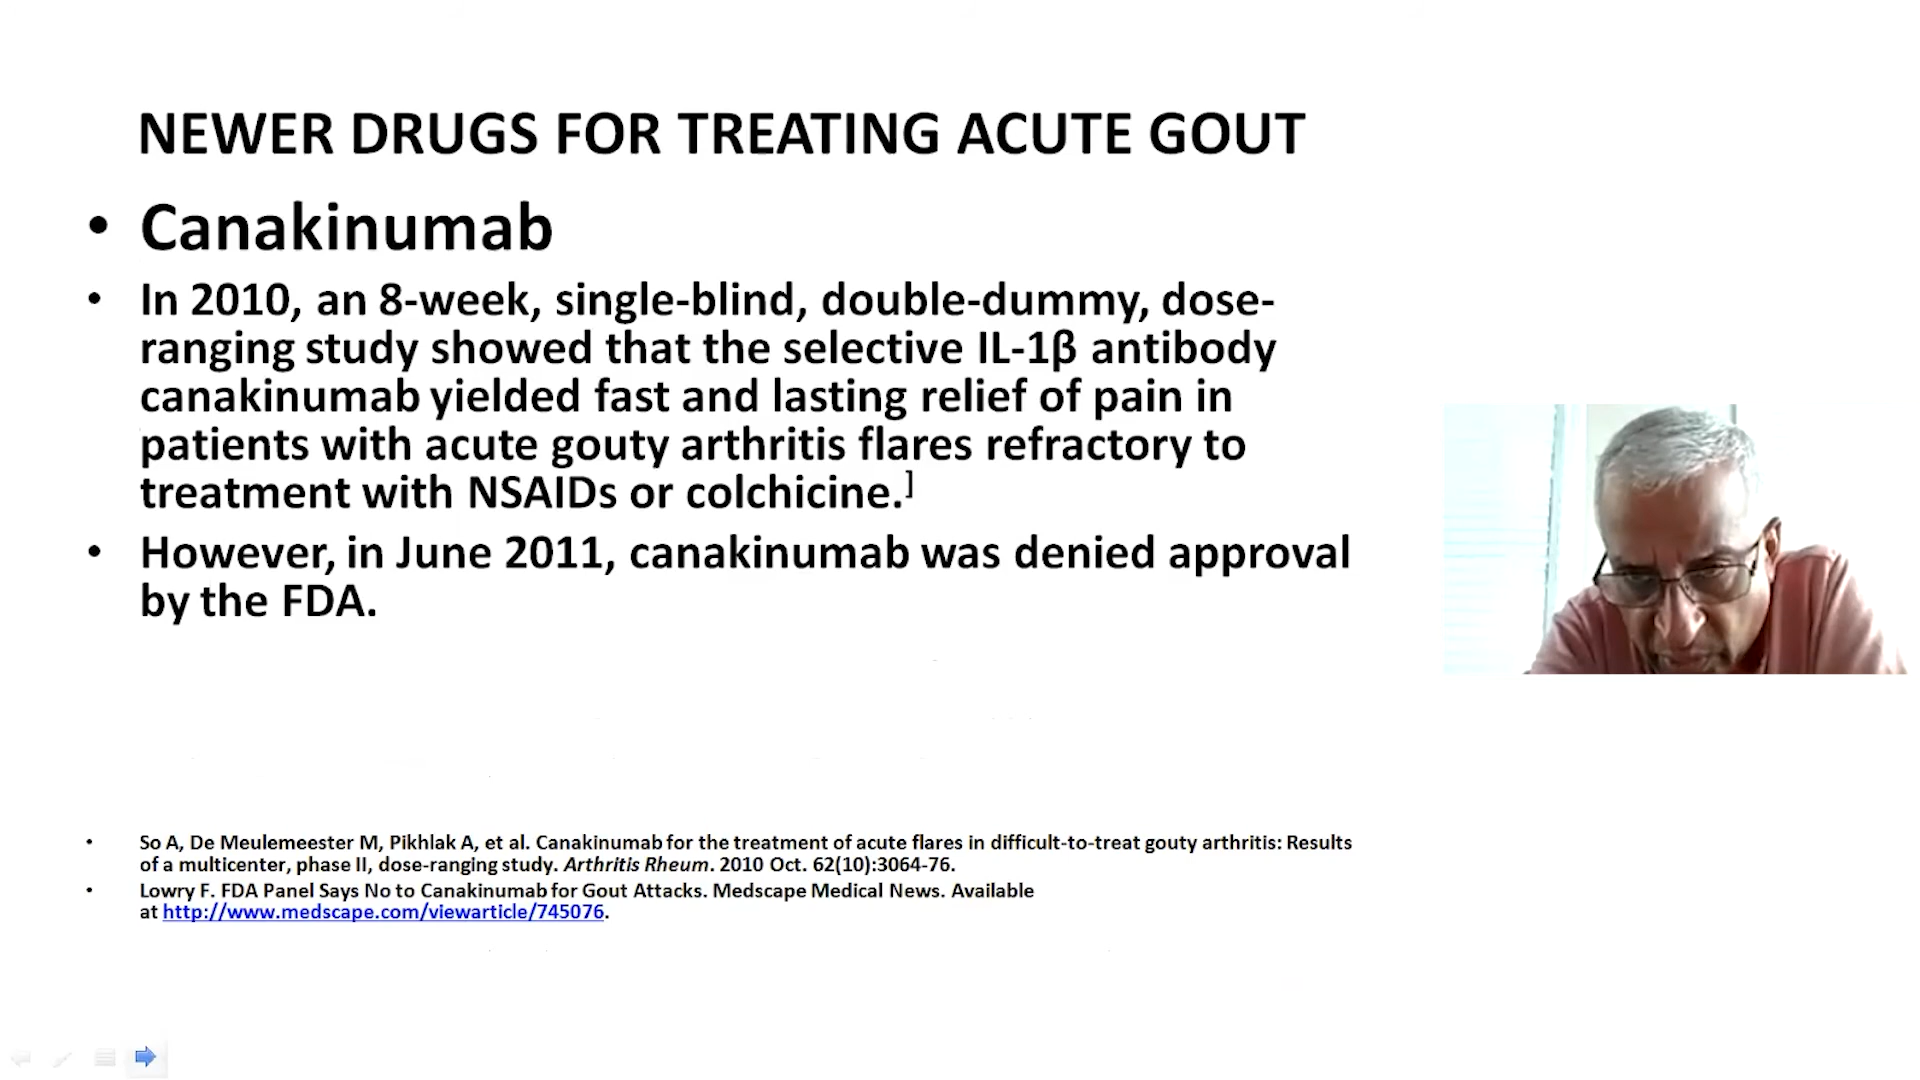 NEWER DRUGS FOR TREATING ACUTE GOUT
• Canakinumab
• In 2010, an 8-week, single-blind, double-dummy, dose-
ranging study showed that the selective IL-1β antibody
canakinumab yielded fast and lasting relief of pain in
patients with acute gouty arthritis flares refractory to
treatment with NSAIDs or colchicine.]
• However, in June 2011, canakinumab was denied approval
by the FDA.
• So A, De Meulemeester M, Pikhlak A, et al. Canakinumab for the treatment of acute flares in difficult-to-treat gouty arthritis: Results
of a multicenter, phase II, dose-ranging study. Arthritis Rheum. 2010 Oct. 62(10):3064-76.
• Lowry F. FDA Panel Says No to Canakinumab for Gout Attacks. Medscape Medical News. Available
at http://www.medscape.com/viewarticle/745076.